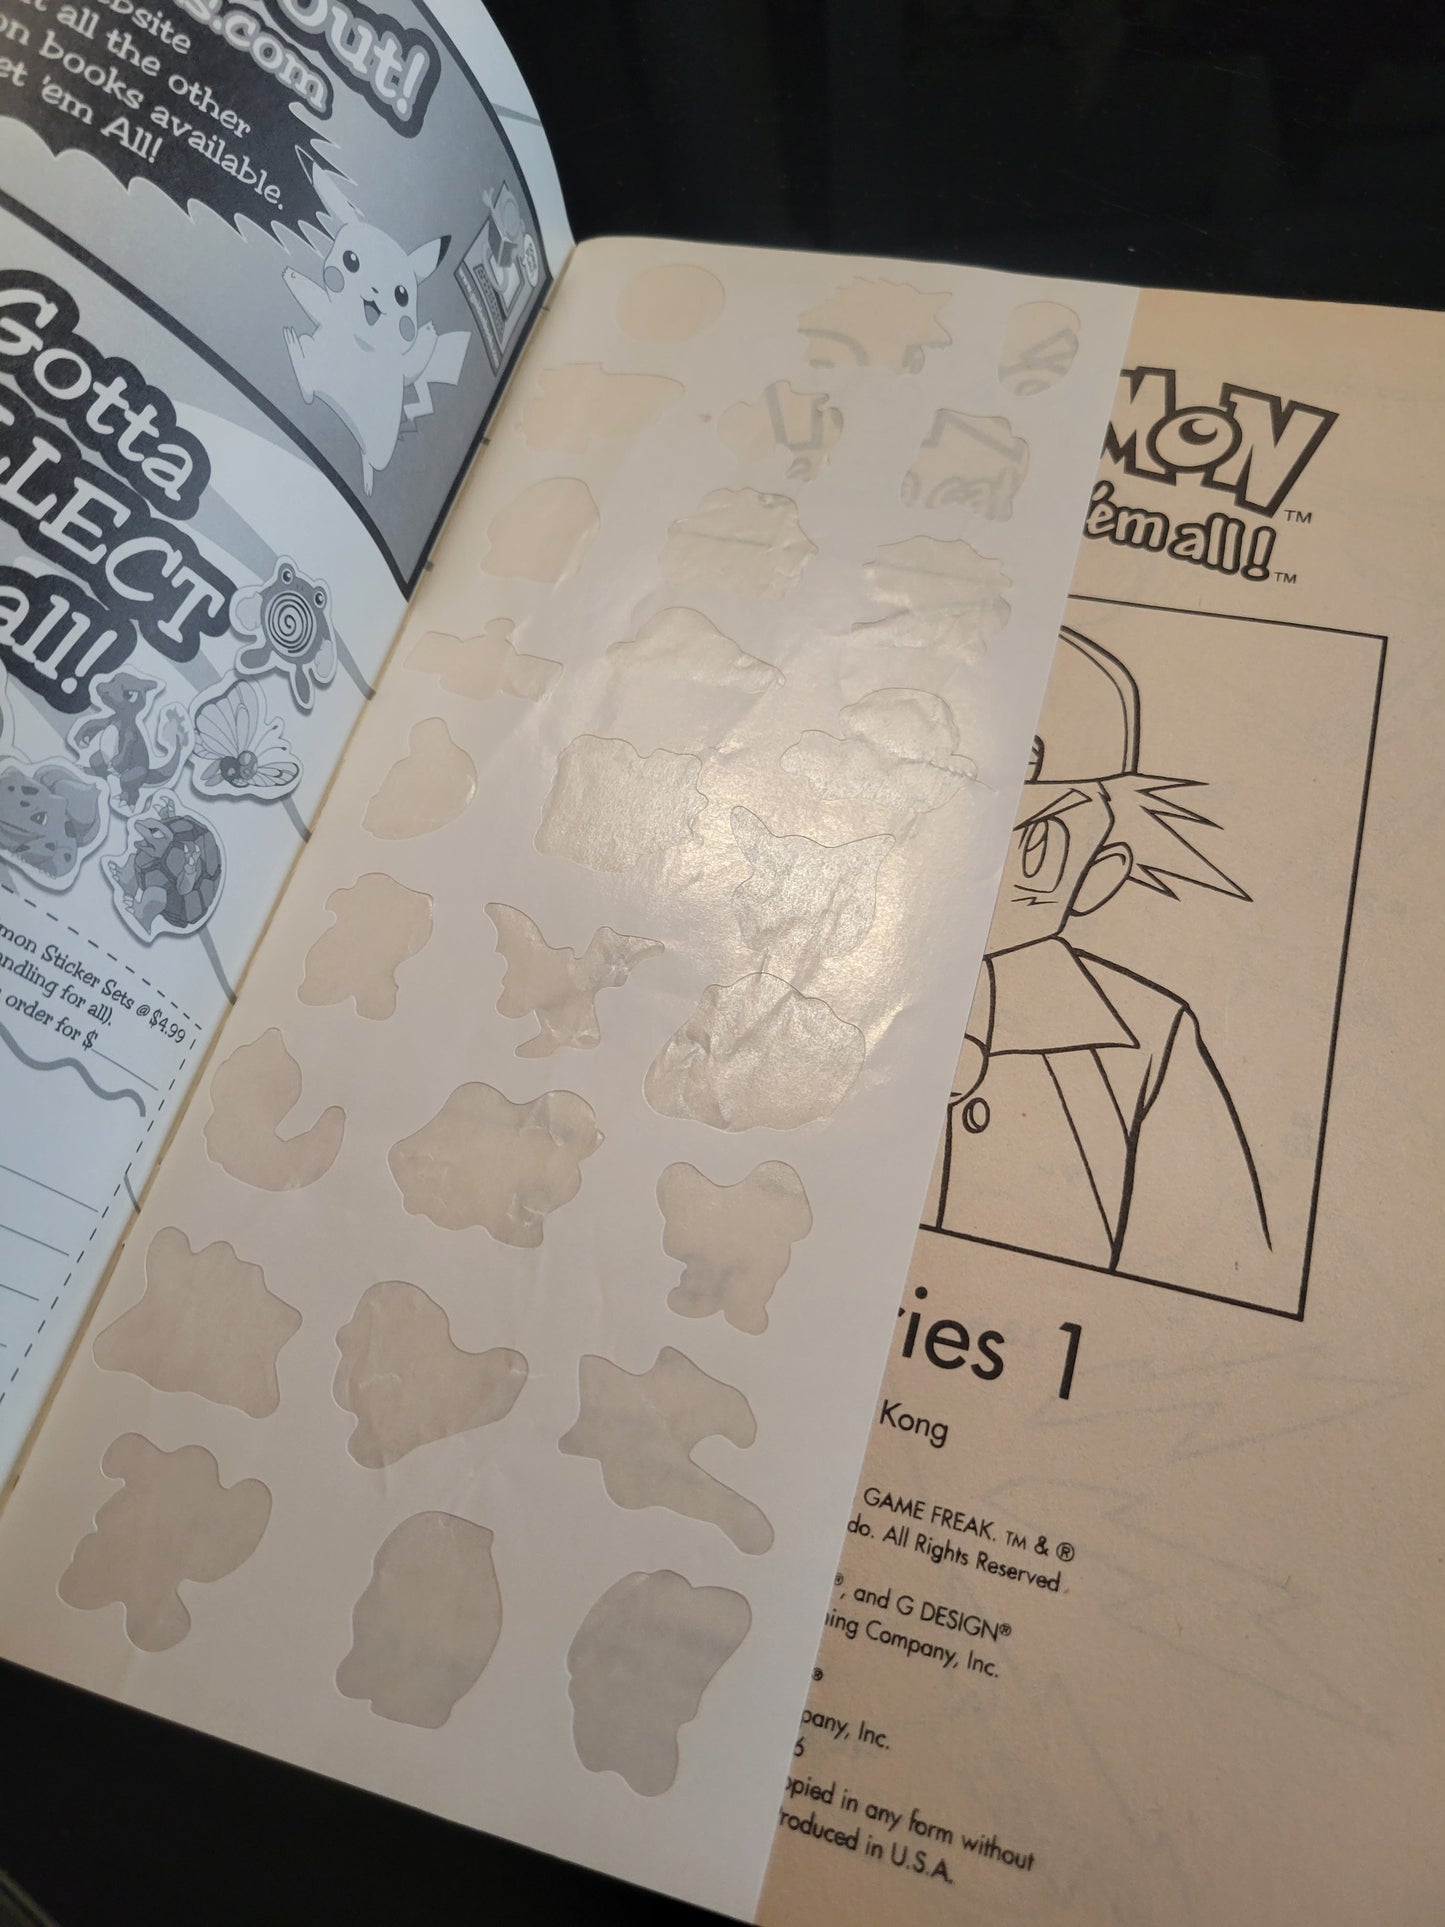 out!
s.com
website
all the other
on books available.
et 'em All!
Gotta
LLECT
all!
mon Sticker Sets @ $4.99
ndling for all).
order for $
MON TM
'em all! TM
ries 1
Kong
GAME FREAK. TM & ®
do. All Rights Reserved.
®, and G DESIGN®
ing Company, Inc.
®
pany, Inc.
6
opied in any form without
roduced in U.S.A.